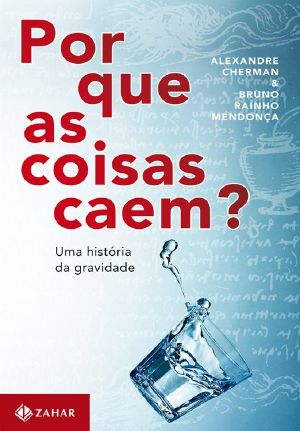 Por
que
as
coisas
caem?
ALEXANDRE
CHERMAN
&
BRUNO
RAINHO
MENDONÇA
Uma história
da gravidade
ZAHAR